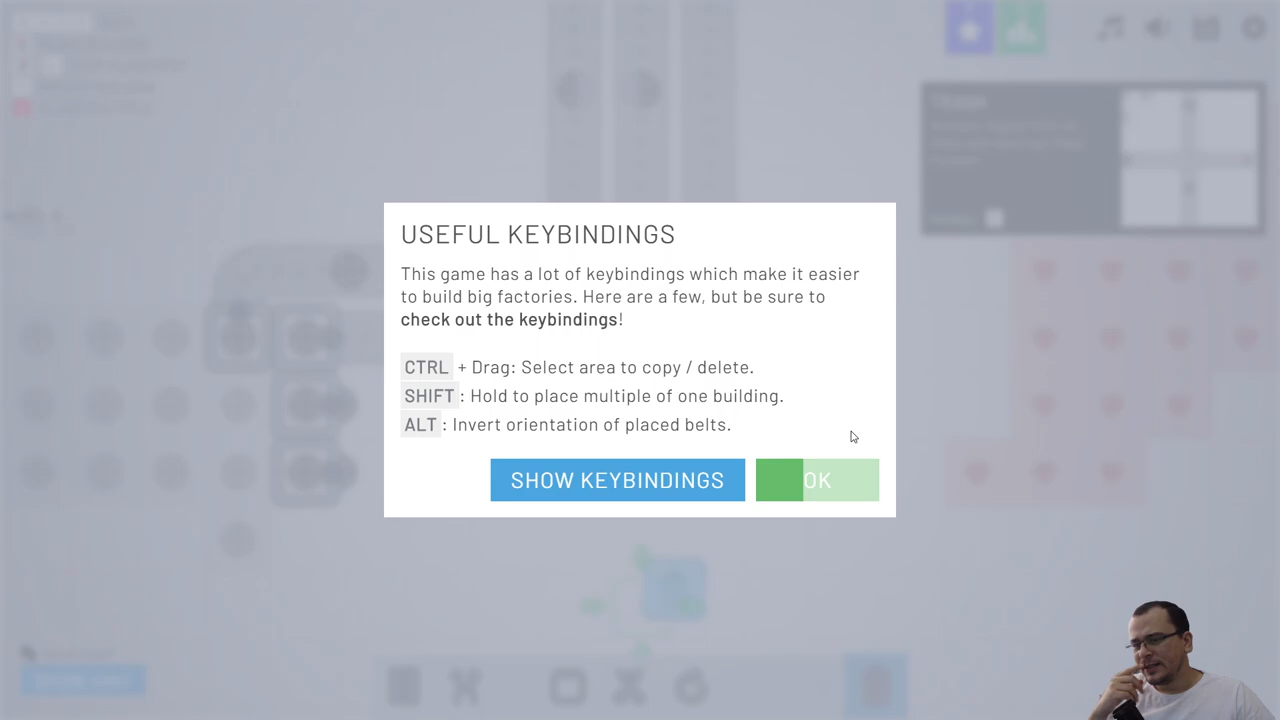 USEFUL KEYBINDINGS
This game has a lot of keybindings which make it easier
to build big factories. Here are a few, but be sure to
check out the keybindings!
CTRL + Drag: Select area to copy / delete.
SHIFT: Hold to place multiple of one building.
ALT: Invert orientation of placed belts.
SHOW KEYBINDINGS OK